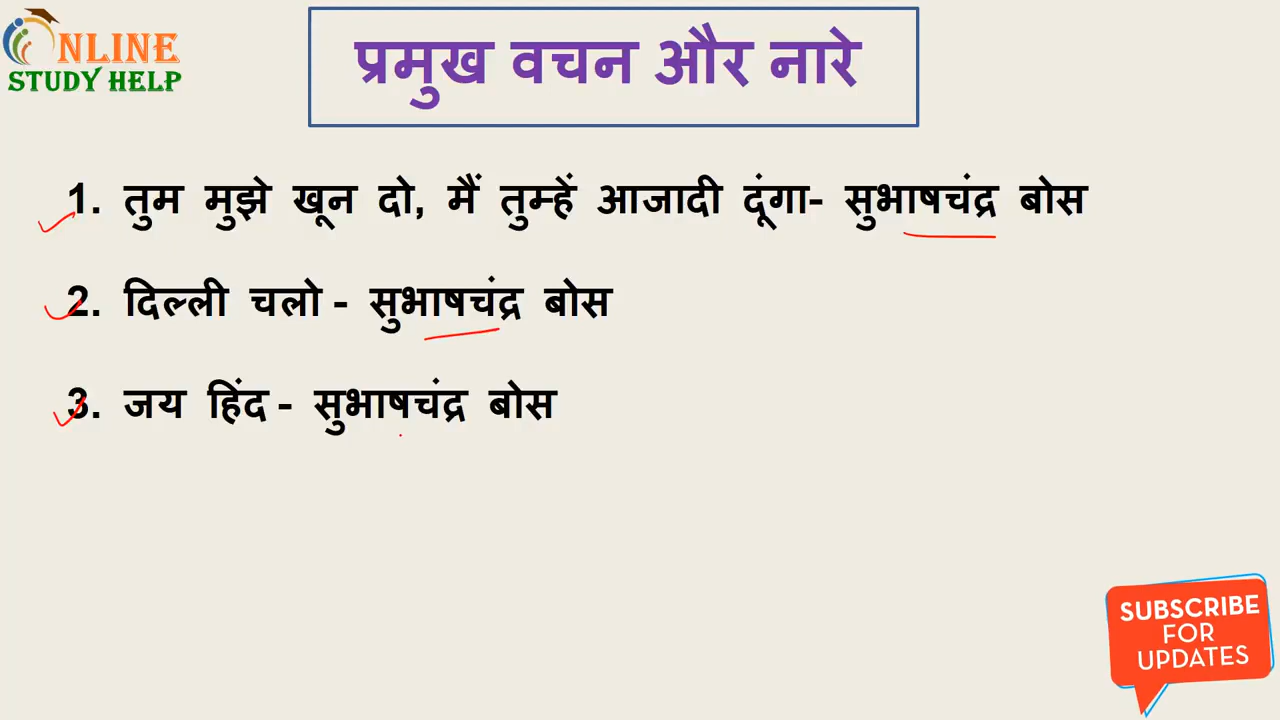 ONLINE
STUDY HELP
प्रमुख वचन और नारे
1. तुम मुझे खून दो, मैं तुम्हें आजादी दूंगा- सुभाषचंद्र बोस
2. दिल्ली चलो - सुभाषचंद्र बोस
3. जय हिंद - सुभाषचंद्र बोस
SUBSCRIBE
FOR
UPDATES